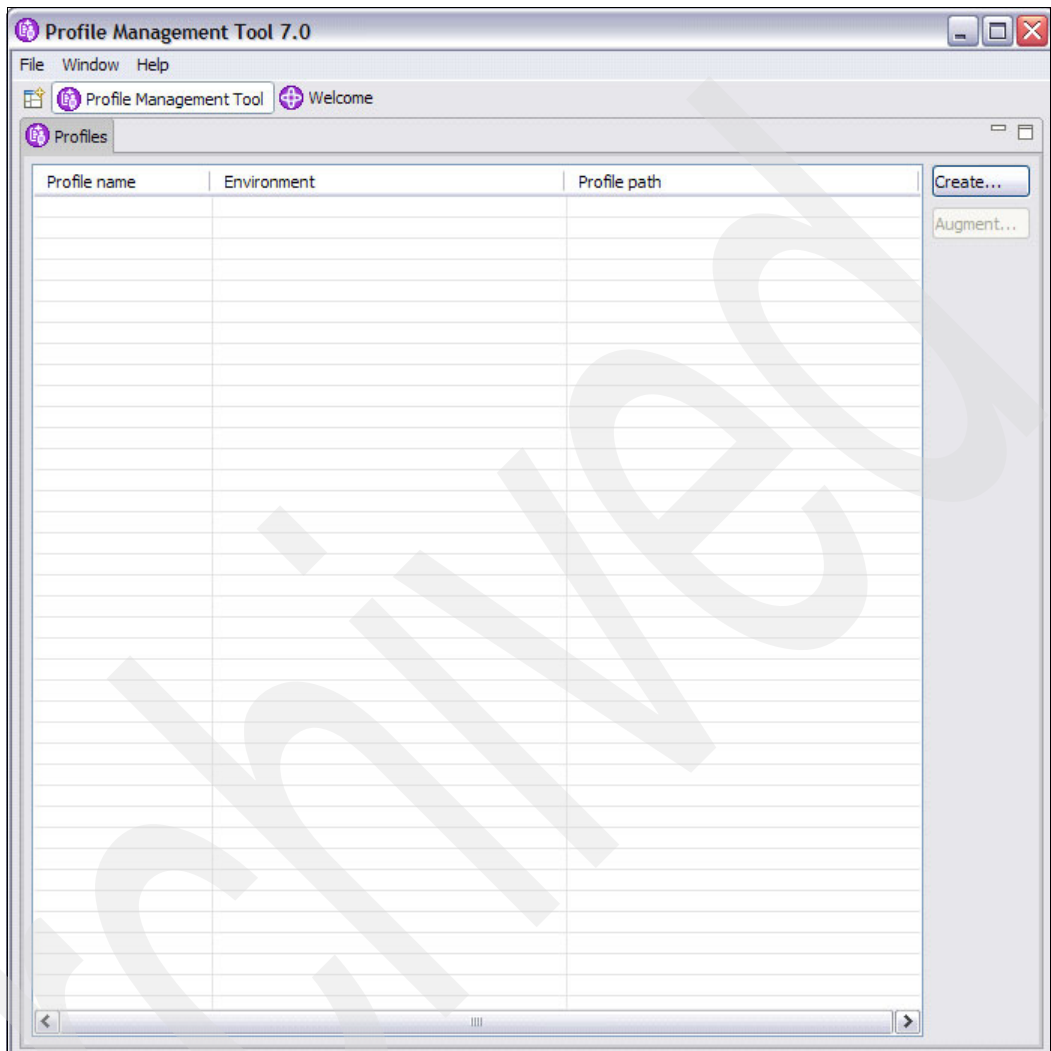 Profile Management Tool 7.0
File Window Help
Profile Management Tool Welcome
Profiles
Profile name Environment Profile path Create...
Augment...
rchived